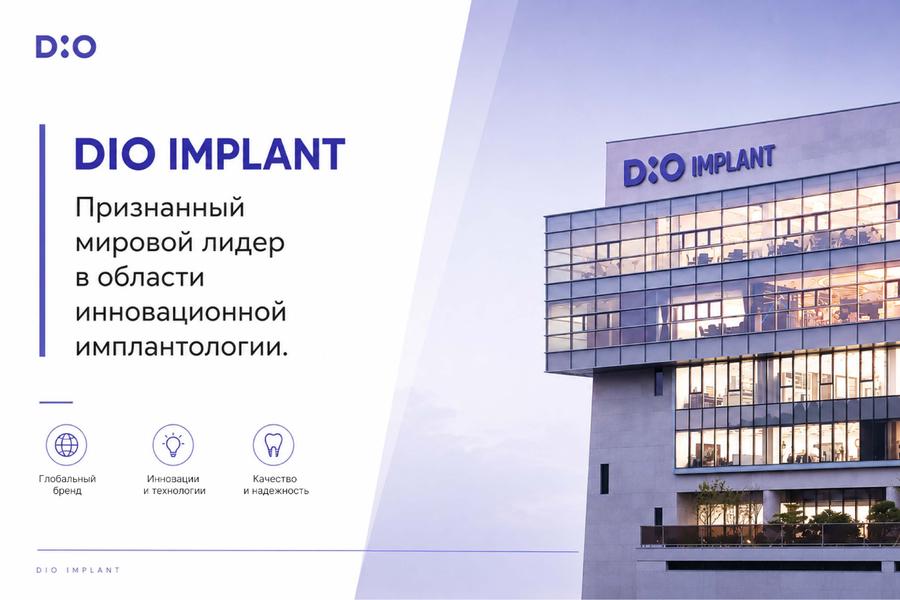 D:O
DIO IMPLANT
Признанный
мировой лидер
в области
инновационной
имплантологии.
Глобальный
бренд
Инновации
и технологии
Качество
и надежность
DIO IMPLANT
D:O IMPLANT